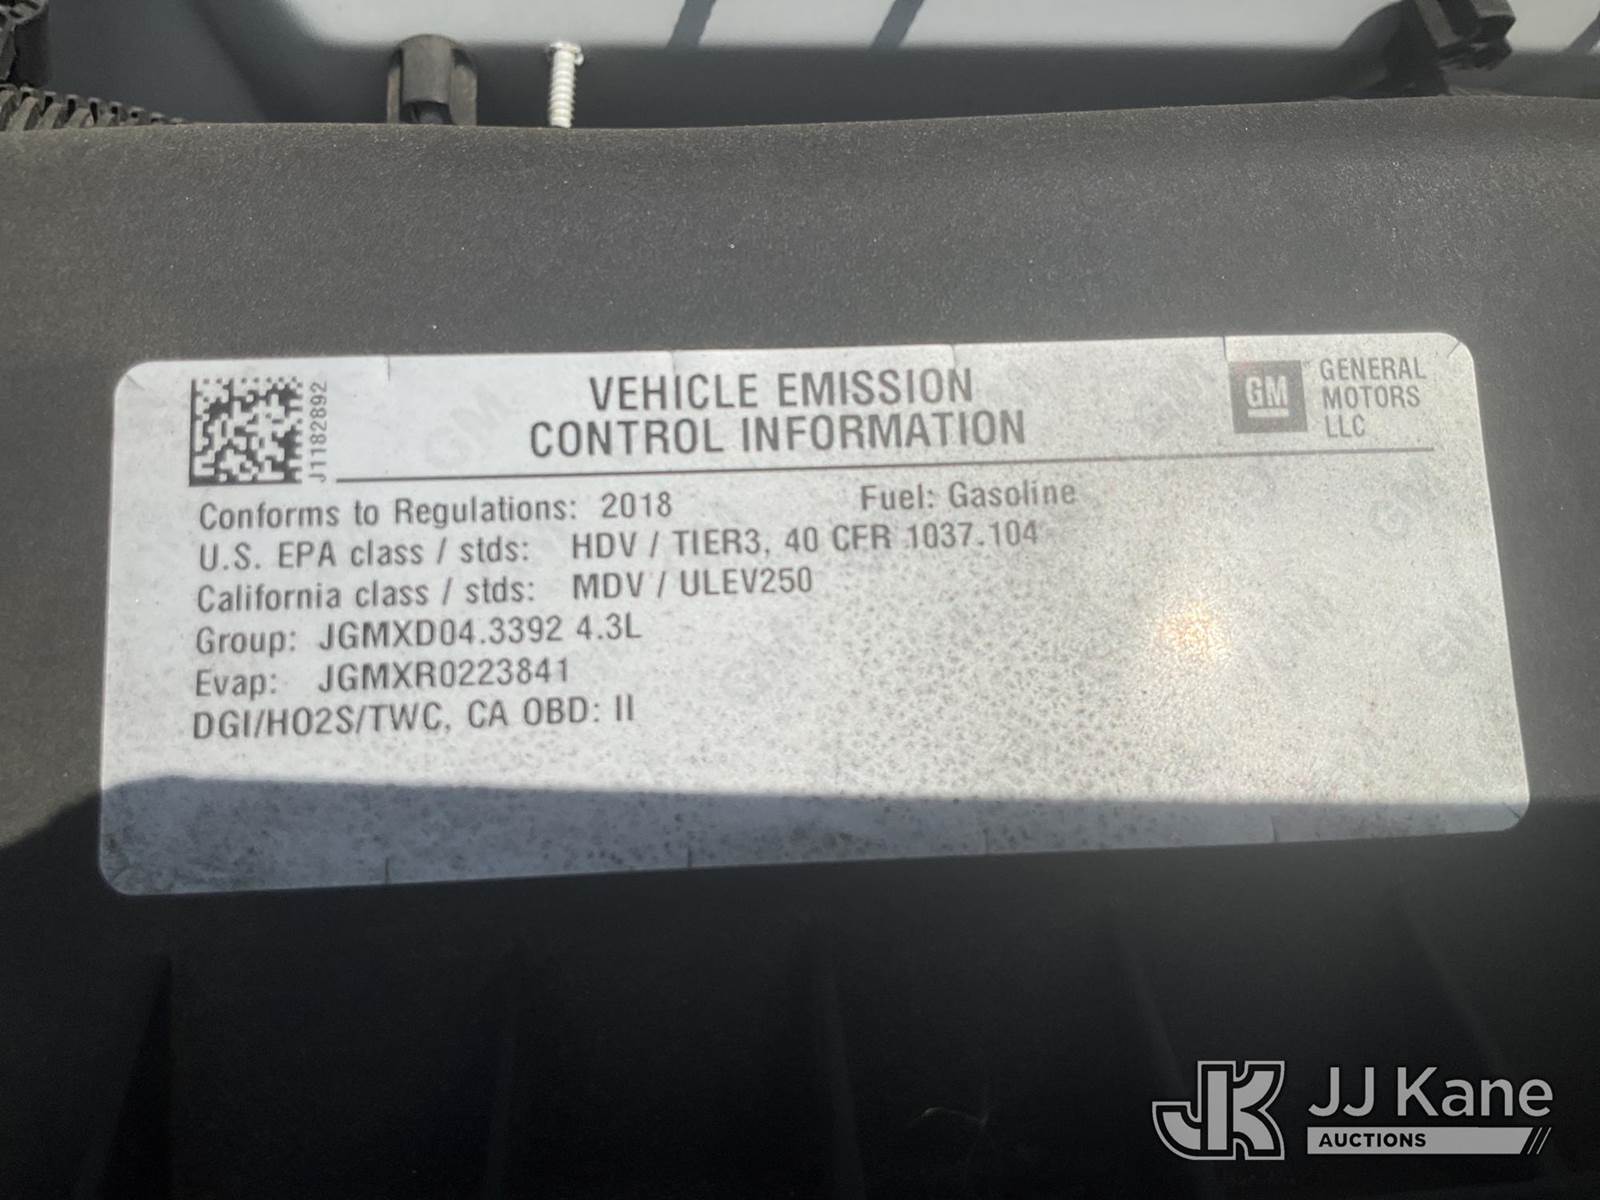 J1182892
VEHICLE EMISSION
CONTROL INFORMATION
GM
GENERAL
MOTORS
LLC
Conforms to Regulations: 2018 Fuel: Gasoline
U.S. EPA class / stds: HDV / TIER3, 40 CFR 1037.104
California class / stds: MDV / ULEV250
Group: JGMXD04.3392 4.3L
Evap: JGMXR0223841
DGI/HO2S/TWC, CA OBD: II
JK JJ Kane
AUCTIONS